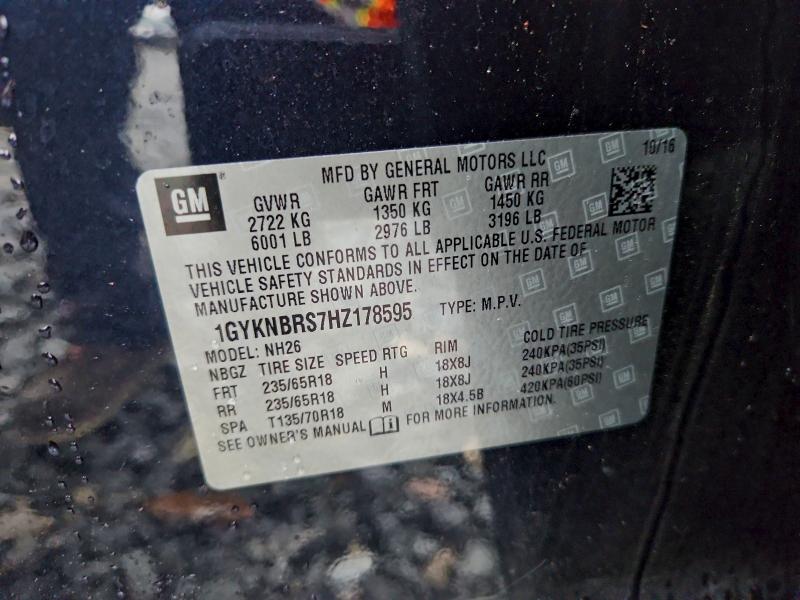 MFD BY GENERAL MOTORS LLC 10/16
GM
GVWR GAWR FRT GAWR RR
2722 KG 1350 KG 1450 KG
6001 LB 2976 LB 3196 LB
THIS VEHICLE CONFORMS TO ALL APPLICABLE U.S. FEDERAL MOTOR
VEHICLE SAFETY STANDARDS IN EFFECT ON THE DATE OF
MANUFACTURE SHOWN ABOVE.
1GYKNBRS7HZ178595 TYPE: M.P.V.
MODEL: NH26
NBGZ TIRE SIZE SPEED RTG RIM COLD TIRE PRESSURE
FRT 235/65R18 H 18X8J 240KPA(35PSI)
RR 235/65R18 H 18X8J 240KPA(35PSI)
SPA T135/70R18 M 18X4.5B 420KPA(60PSI)
SEE OWNER'S MANUAL i FOR MORE INFORMATION.